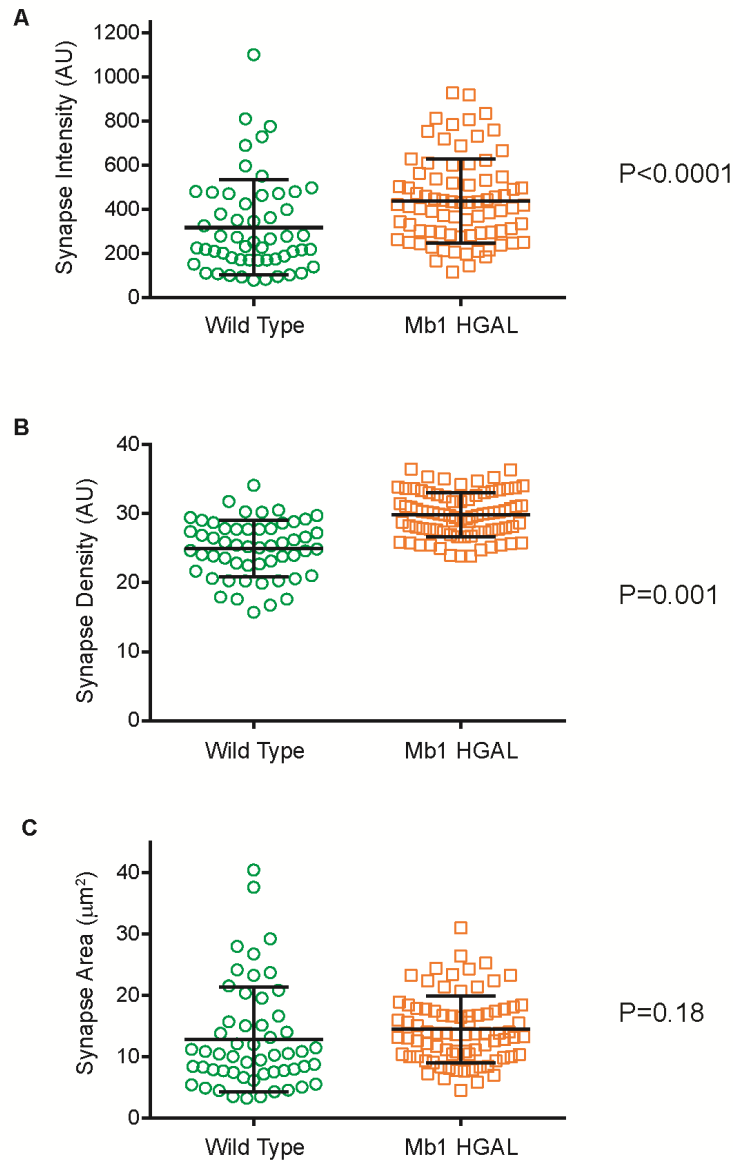 A
Synapse Intensity (AU)
1200
1000
800
600
400
200
0
Wild Type
Mb1 HGAL
P<0.0001
B
Synapse Density (AU)
40
30
20
10
0
Wild Type
Mb1 HGAL
P=0.001
C
Synapse Area (μm²)
40
30
20
10
0
Wild Type
Mb1 HGAL
P=0.18